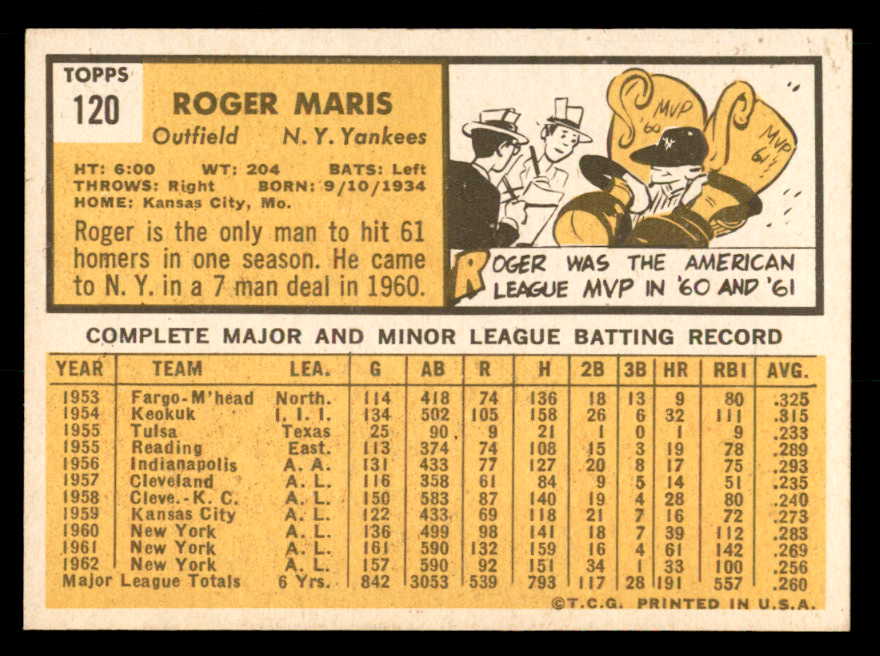 TOPPS
120
ROGER MARIS
Outfield N. Y. Yankees
HT: 6:00 WT: 204 BATS: Left
THROWS: Right BORN: 9/10/1934
HOME: Kansas City, Mo.
Roger is the only man to hit 61
homers in one season. He came
to N. Y. in a 7 man deal in 1960.
MVP
'60
MVP
61!!
ROGER WAS THE AMERICAN
LEAGUE MVP IN '60 AND '61
COMPLETE MAJOR AND MINOR LEAGUE BATTING RECORD
YEAR TEAM LEA. G AB R H 2B 3B HR RBI AVG.
1953 Fargo-M'head North. 114 418 74 136 18 13 9 80 .325
1954 Keokuk I. I. I. 134 502 105 158 26 6 32 111 .315
1955 Tulsa Texas 25 90 9 21 1 0 1 9 .233
1955 Reading East. 113 374 74 108 15 3 19 78 .289
1956 Indianapolis A. A. 131 433 77 127 20 8 17 75 .293
1957 Cleveland A. L. 116 358 61 84 9 5 14 51 .235
1958 Cleve.-K. C. A. L. 150 583 87 140 19 4 28 80 .240
1959 Kansas City A. L. 122 433 69 118 21 7 16 72 .273
1960 New York A. L. 136 499 98 141 18 7 39 112 .283
1961 New York A. L. 161 590 132 159 16 4 61 142 .269
1962 New York A. L. 157 590 92 151 34 1 33 100 .256
Major League Totals 6 Yrs. 842 3053 539 793 117 28 191 557 .260
©T.C.G. PRINTED IN U.S.A.